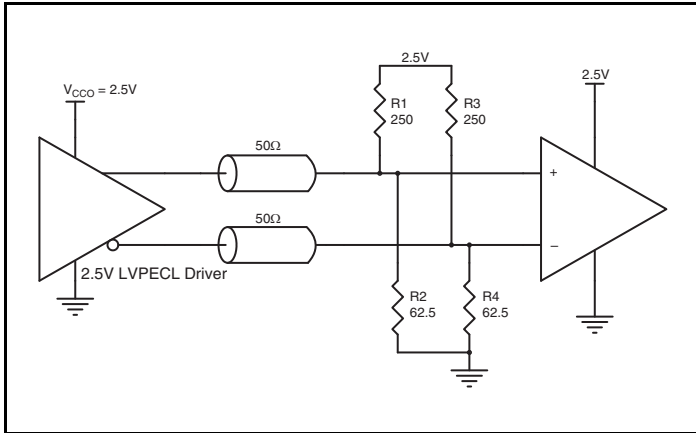 2.5V
V_CCO = 2.5V
2.5V
R1
250
R3
250
50Ω
+
50Ω
–
2.5V LVPECL Driver
R2
62.5
R4
62.5